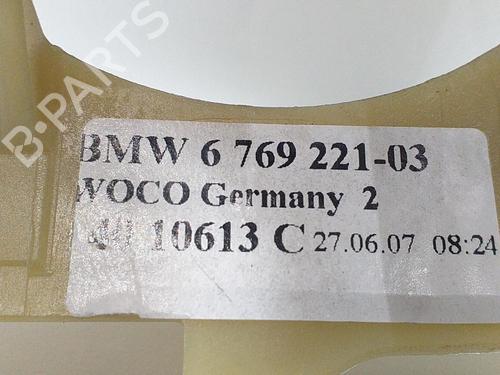 BMW 6 769 221-03
WOCO Germany 2
10613 C 27.06.07 08:24
B-PARTS